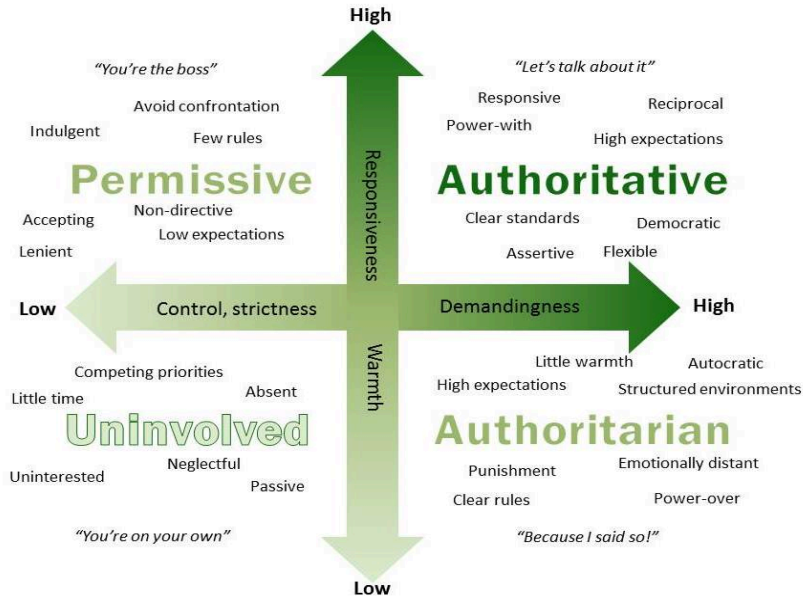 High
“You’re the boss”
“Let’s talk about it”
Avoid confrontation
Responsive
Reciprocal
Indulgent
Few rules
Power-with
High expectations
Permissive
Authoritative
Responsiveness
Accepting
Non-directive
Clear standards
Democratic
Lenient
Low expectations
Assertive
Flexible
Low
Control, strictness
Demandingness
High
Warmth
Competing priorities
Little warmth
Autocratic
Little time
Absent
High expectations
Structured environments
Uninvolved
Authoritarian
Uninterested
Neglectful
Passive
Punishment
Emotionally distant
Clear rules
Power-over
“You’re on your own”
“Because I said so!”
Low